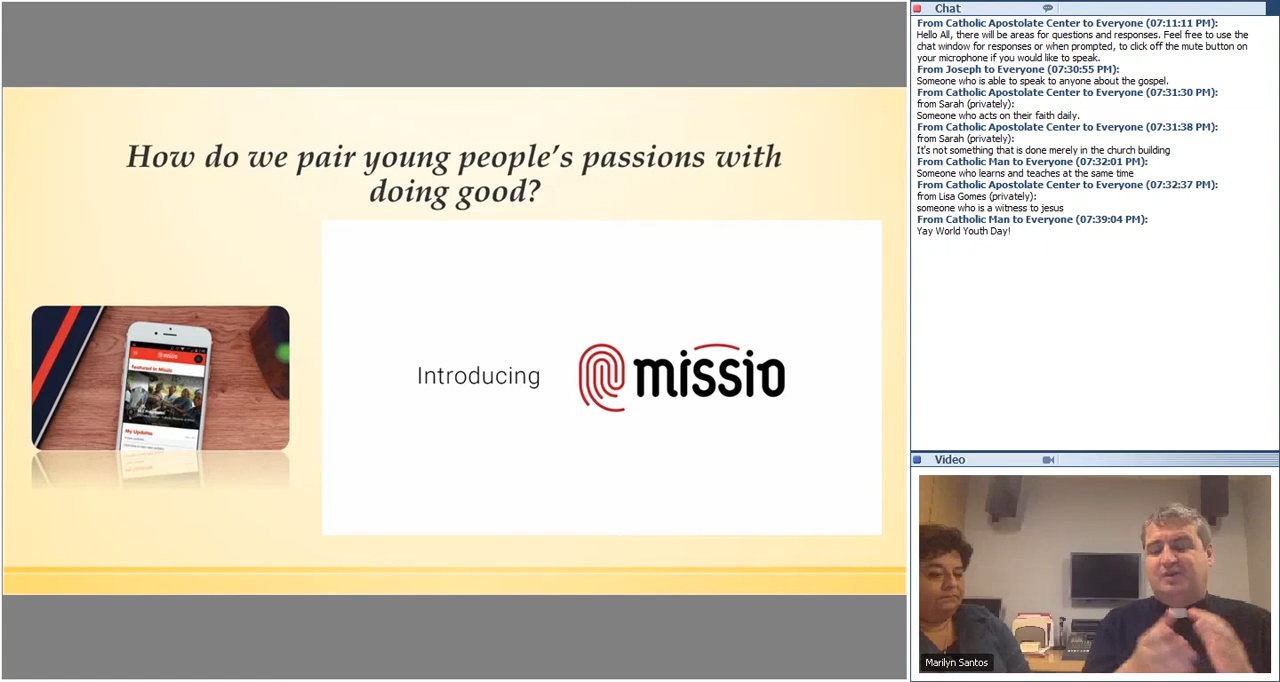 How do we pair young people's passions with
doing good?
Introducing
missio
missio
Featured in Missio
My Updates
Chat
From Catholic Apostolate Center to Everyone (07:11:11 PM):
Hello All, there will be areas for questions and responses. Feel free to use the
chat window for responses or when prompted, to click off the mute button on
your microphone if you would like to speak.
From Joseph to Everyone (07:30:55 PM):
Someone who is able to speak to anyone about the gospel.
From Catholic Apostolate Center to Everyone (07:31:30 PM):
from Sarah (privately):
Someone who acts on their faith daily.
From Catholic Apostolate Center to Everyone (07:31:38 PM):
from Sarah (privately):
It's not something that is done merely in the church building
From Catholic Man to Everyone (07:32:01 PM):
Someone who learns and teaches at the same time
From Catholic Apostolate Center to Everyone (07:32:37 PM):
from Lisa Gomes (privately):
someone who is a witness to jesus
From Catholic Man to Everyone (07:39:04 PM):
Yay World Youth Day!
Video
Marilyn Santos